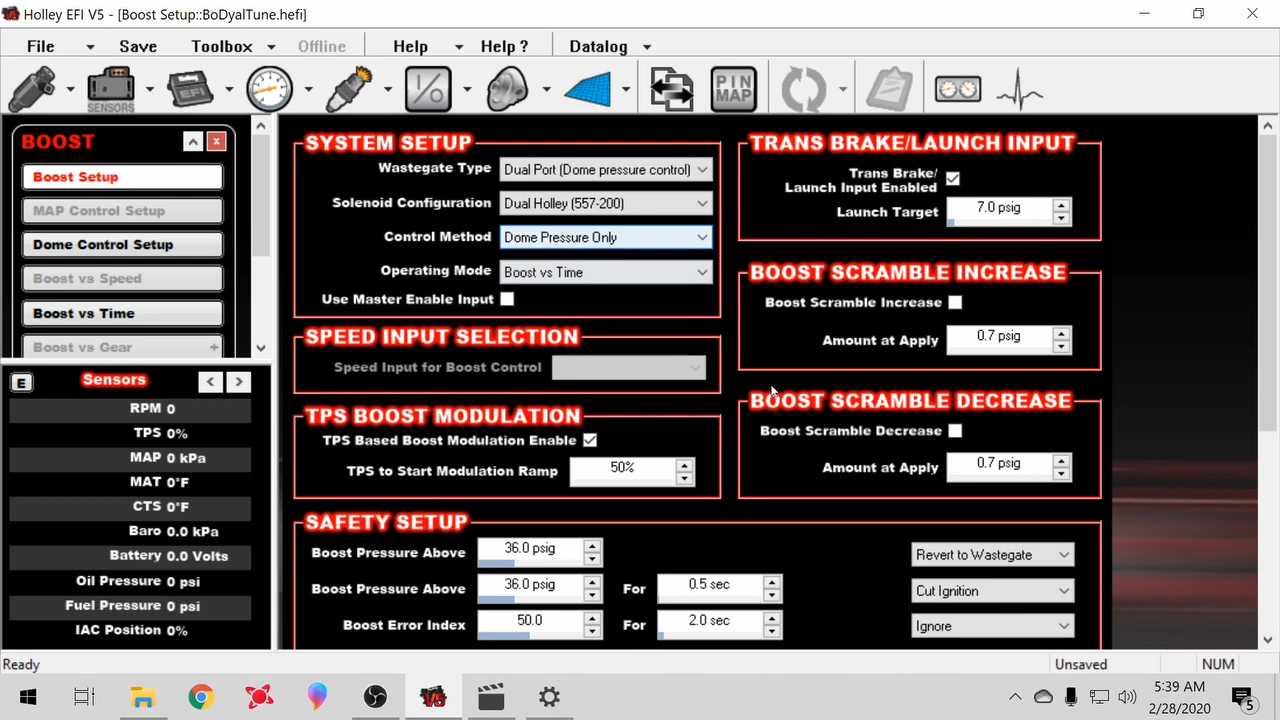 V5 Holley EFI V5 - [Boost Setup::BoDyalTune.hefi]
File Save Toolbox Offline Help Help ? Datalog
SENSORS Holley EFI I/O PIN MAP
BOOST x
Boost Setup
MAP Control Setup
Dome Control Setup
Boost vs Speed
Boost vs Time
Boost vs Gear +
E Sensors < >
RPM 0
TPS 0%
MAP 0 kPa
MAT 0°F
CTS 0°F
Baro 0.0 kPa
Battery 0.0 Volts
Oil Pressure 0 psi
Fuel Pressure 0 psi
IAC Position 0%
SYSTEM SETUP
Wastegate Type Dual Port (Dome pressure control)
Solenoid Configuration Dual Holley (557-200)
Control Method Dome Pressure Only
Operating Mode Boost vs Time
Use Master Enable Input
SPEED INPUT SELECTION
Speed Input for Boost Control
TPS BOOST MODULATION
TPS Based Boost Modulation Enable
TPS to Start Modulation Ramp 50%
TRANS BRAKE/LAUNCH INPUT
Trans Brake/
Launch Input Enabled
Launch Target 7.0 psig
BOOST SCRAMBLE INCREASE
Boost Scramble Increase
Amount at Apply 0.7 psig
BOOST SCRAMBLE DECREASE
Boost Scramble Decrease
Amount at Apply 0.7 psig
SAFETY SETUP
Boost Pressure Above 36.0 psig Revert to Wastegate
Boost Pressure Above 36.0 psig For 0.5 sec Cut Ignition
Boost Error Index 50.0 For 2.0 sec Ignore
Ready Unsaved NUM
V5 5:39 AM
2/28/2020 5